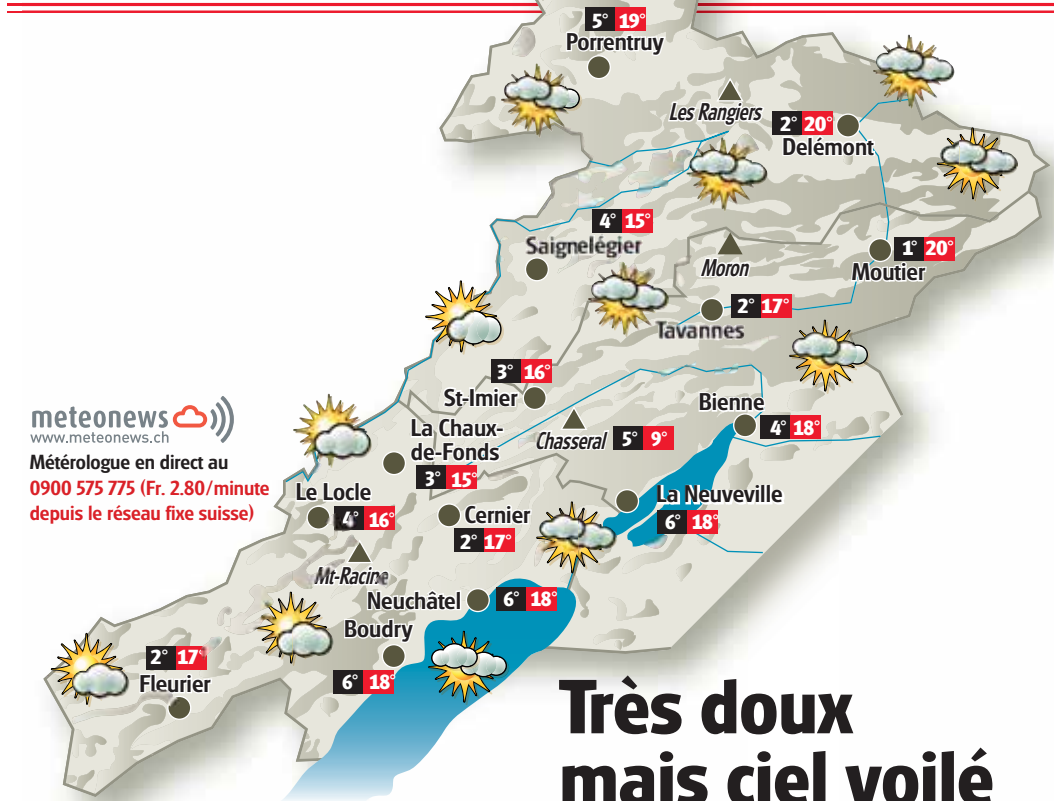 5° 19°
Porrentruy
Les Rangiers
2° 20°
Delémont
4° 15°
Saignelégier
Moron
1° 20°
Moutier
2° 17°
Tavannes
3° 16°
St-Imier
Bienne
4° 18°
La Chaux-
de-Fonds
3° 15°
Chasseral 5° 9°
meteonews
www.meteonews.ch
Métérologue en direct au
0900 575 775 (Fr. 2.80/minute
depuis le réseau fixe suisse)
Le Locle
4° 16°
Cernier
2° 17°
La Neuveville
6° 18°
Mt-Racine
Neuchâtel 6° 18°
Boudry
6° 18°
2° 17°
Fleurier
Très doux
mais ciel voilé